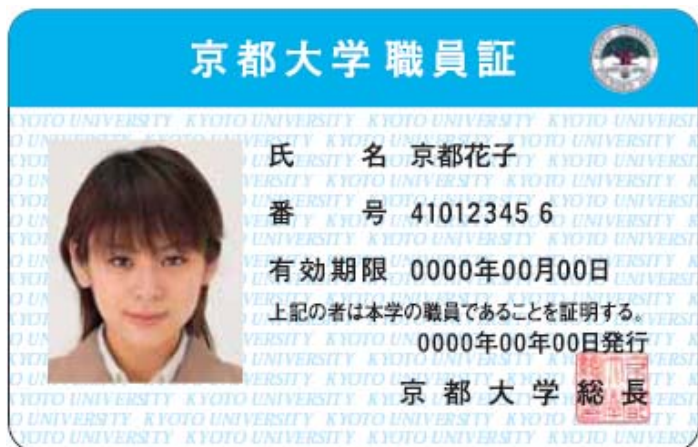 京都大学 職員証
氏 名 京都花子
番 号 41012345 6
有効期限 0000年00月00日
上記の者は本学の職員であることを証明する。
0000年00年00日発行
京都大学総長